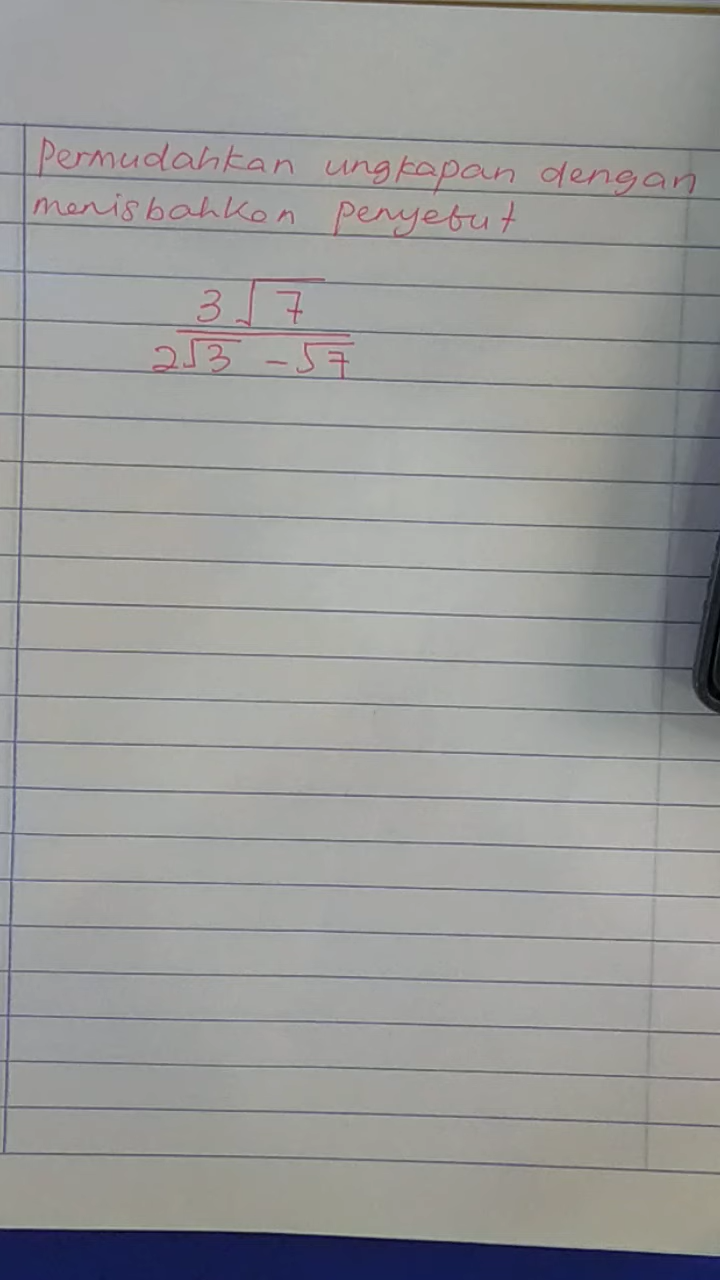 Permudahkan ungkapan dengan
menisbahkan penyebut
3√7
2√3 - √7